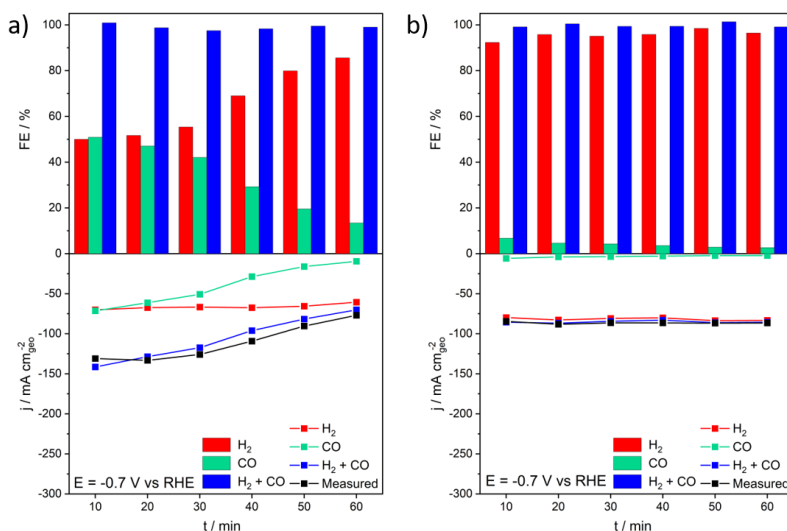 a)
FE / %
100
80
60
40
20
0
j / mA cm⁻²geo
-50
-100
-150
-200
-250
-300
H₂
CO
H₂ + CO
H₂
CO
H₂ + CO
Measured
E = -0.7 V vs RHE
10 20 30 40 50 60
t / min
b)
FE / %
100
80
60
40
20
0
j / mA cm⁻²geo
-50
-100
-150
-200
-250
-300
H₂
CO
H₂ + CO
H₂
CO
H₂ + CO
Measured
E = -0.7 V vs RHE
10 20 30 40 50 60
t / min